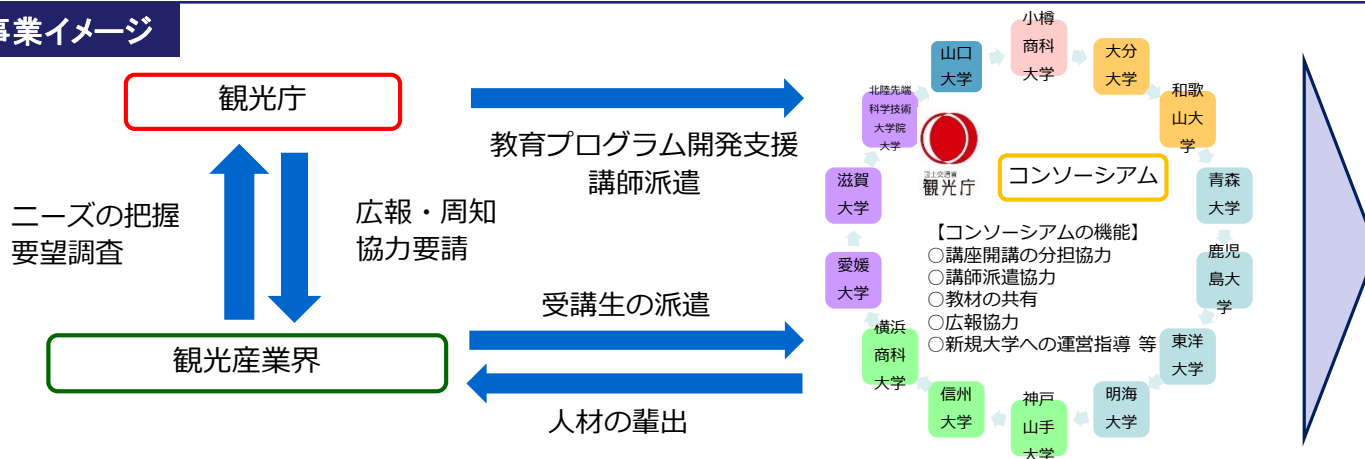 事業イメージ
観光庁
ニーズの把握
要望調査
広報・周知
協力要請
観光産業界
教育プログラム開発支援
講師派遣
受講生の派遣
人材の輩出
小樽
商科
大学
大分
大学
和歌
山大
学
青森
大学
鹿児
島大
学
東洋
大学
明海
大学
神戸
山手
大学
信州
大学
横浜
商科
大学
愛媛
大学
滋賀
大学
北陸先端
科学技術
大学院
大学
山口
大学
国土交通省
観光庁
コンソーシアム
【コンソーシアムの機能】
○講座開講の分担協力
○講師派遣協力
○教材の共有
○広報協力
○新規大学への運営指導 等